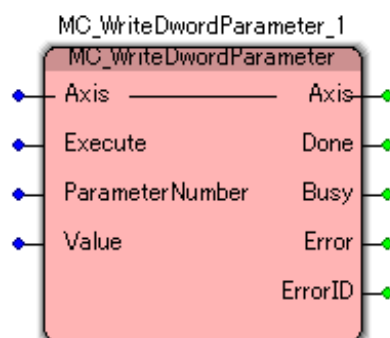 MC_WriteDwordParameter_1
MC_WriteDwordParameter
Axis Axis
Execute Done
ParameterNumber Busy
Value Error
ErrorID